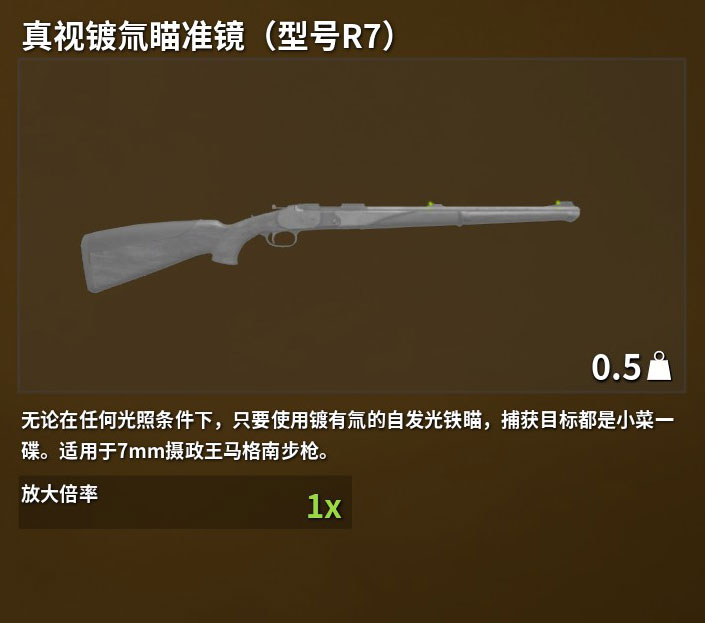 真视镀氚瞄准镜（型号R7）
0.5
无论在任何光照条件下，只要使用镀有氚的自发光铁瞄，捕获目标都是小菜一
碟。适用于7mm摄政王马格南步枪。
放大倍率
1x